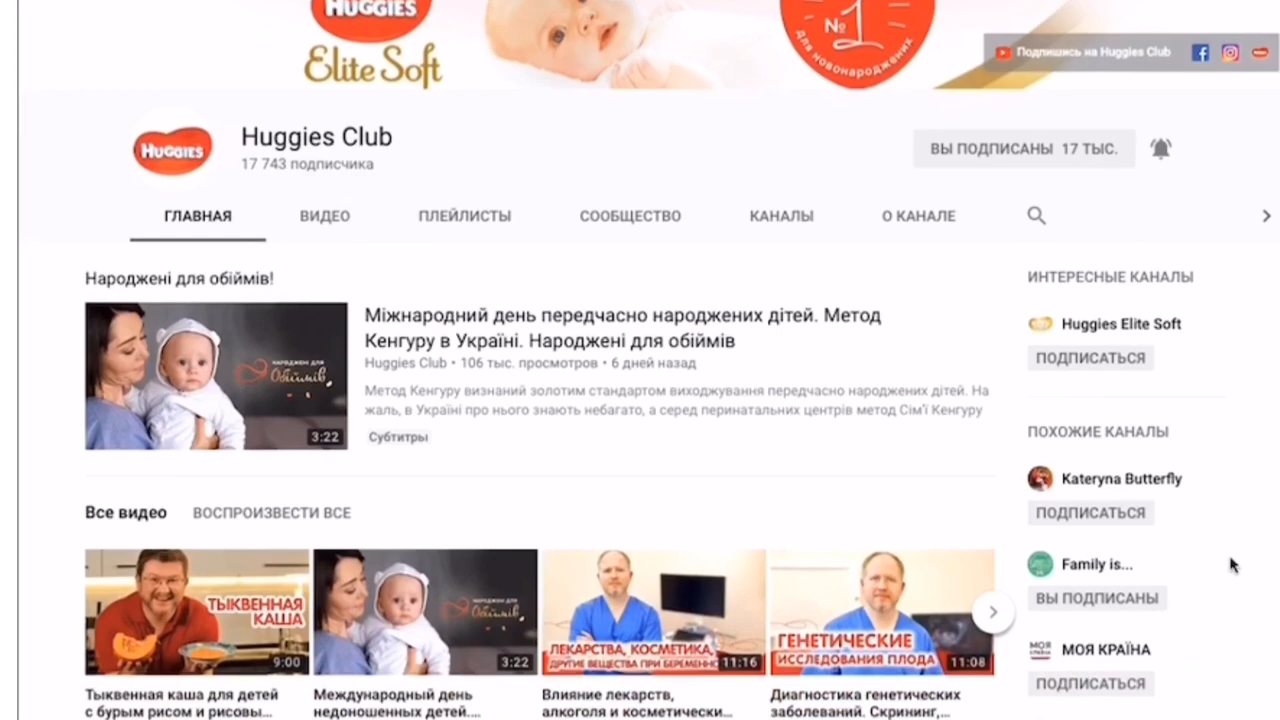 HUGGIES
Elite Soft
№1
для новонароджених
Подпишись на Huggies Club
HUGGIES
Huggies Club
17 743 подписчика
ВЫ ПОДПИСАНЫ 17 ТЫС.
ГЛАВНАЯ
ВИДЕО
ПЛЕЙЛИСТЫ
СООБЩЕСТВО
КАНАЛЫ
О КАНАЛЕ
Народжені для обіймів!
НАРОДЖЕНІ ДЛЯ
Обіймів
3:22
Міжнародний день передчасно народжених дітей. Метод
Кенгуру в Україні. Народжені для обіймів
Huggies Club • 106 тыс. просмотров • 6 дней назад
Метод Кенгуру визнаний золотим стандартом виходжування передчасно народжених дітей. На
жаль, в Україні про нього знають небагато, а серед перинатальних центрів метод Сім'ї Кенгуру
Субтитры
Все видео
ВОСПРОИЗВЕСТИ ВСЕ
ТЫКВЕННАЯ
КАША
9:00
Тыквенная каша для детей
с бурым рисом и рисовы...
НАРОДЖЕНІ ДЛЯ
Обіймів
3:22
Международный день
недоношенных детей....
ЛЕКАРСТВА, КОСМЕТИКА,
ДРУГИЕ ВЕЩЕСТВА ПРИ БЕРЕМЕННО
11:16
Влияние лекарств,
алкоголя и косметически...
ГЕНЕТИЧЕСКИЕ
ИССЛЕДОВАНИЯ ПЛОДА
11:08
Диагностика генетических
заболеваний. Скрининг,...
ИНТЕРЕСНЫЕ КАНАЛЫ
Huggies Elite Soft
ПОДПИСАТЬСЯ
ПОХОЖИЕ КАНАЛЫ
Kateryna Butterfly
ПОДПИСАТЬСЯ
Family is...
ВЫ ПОДПИСАНЫ
МОЯ
КРАЇНА
МОЯ КРАЇНА
ПОДПИСАТЬСЯ